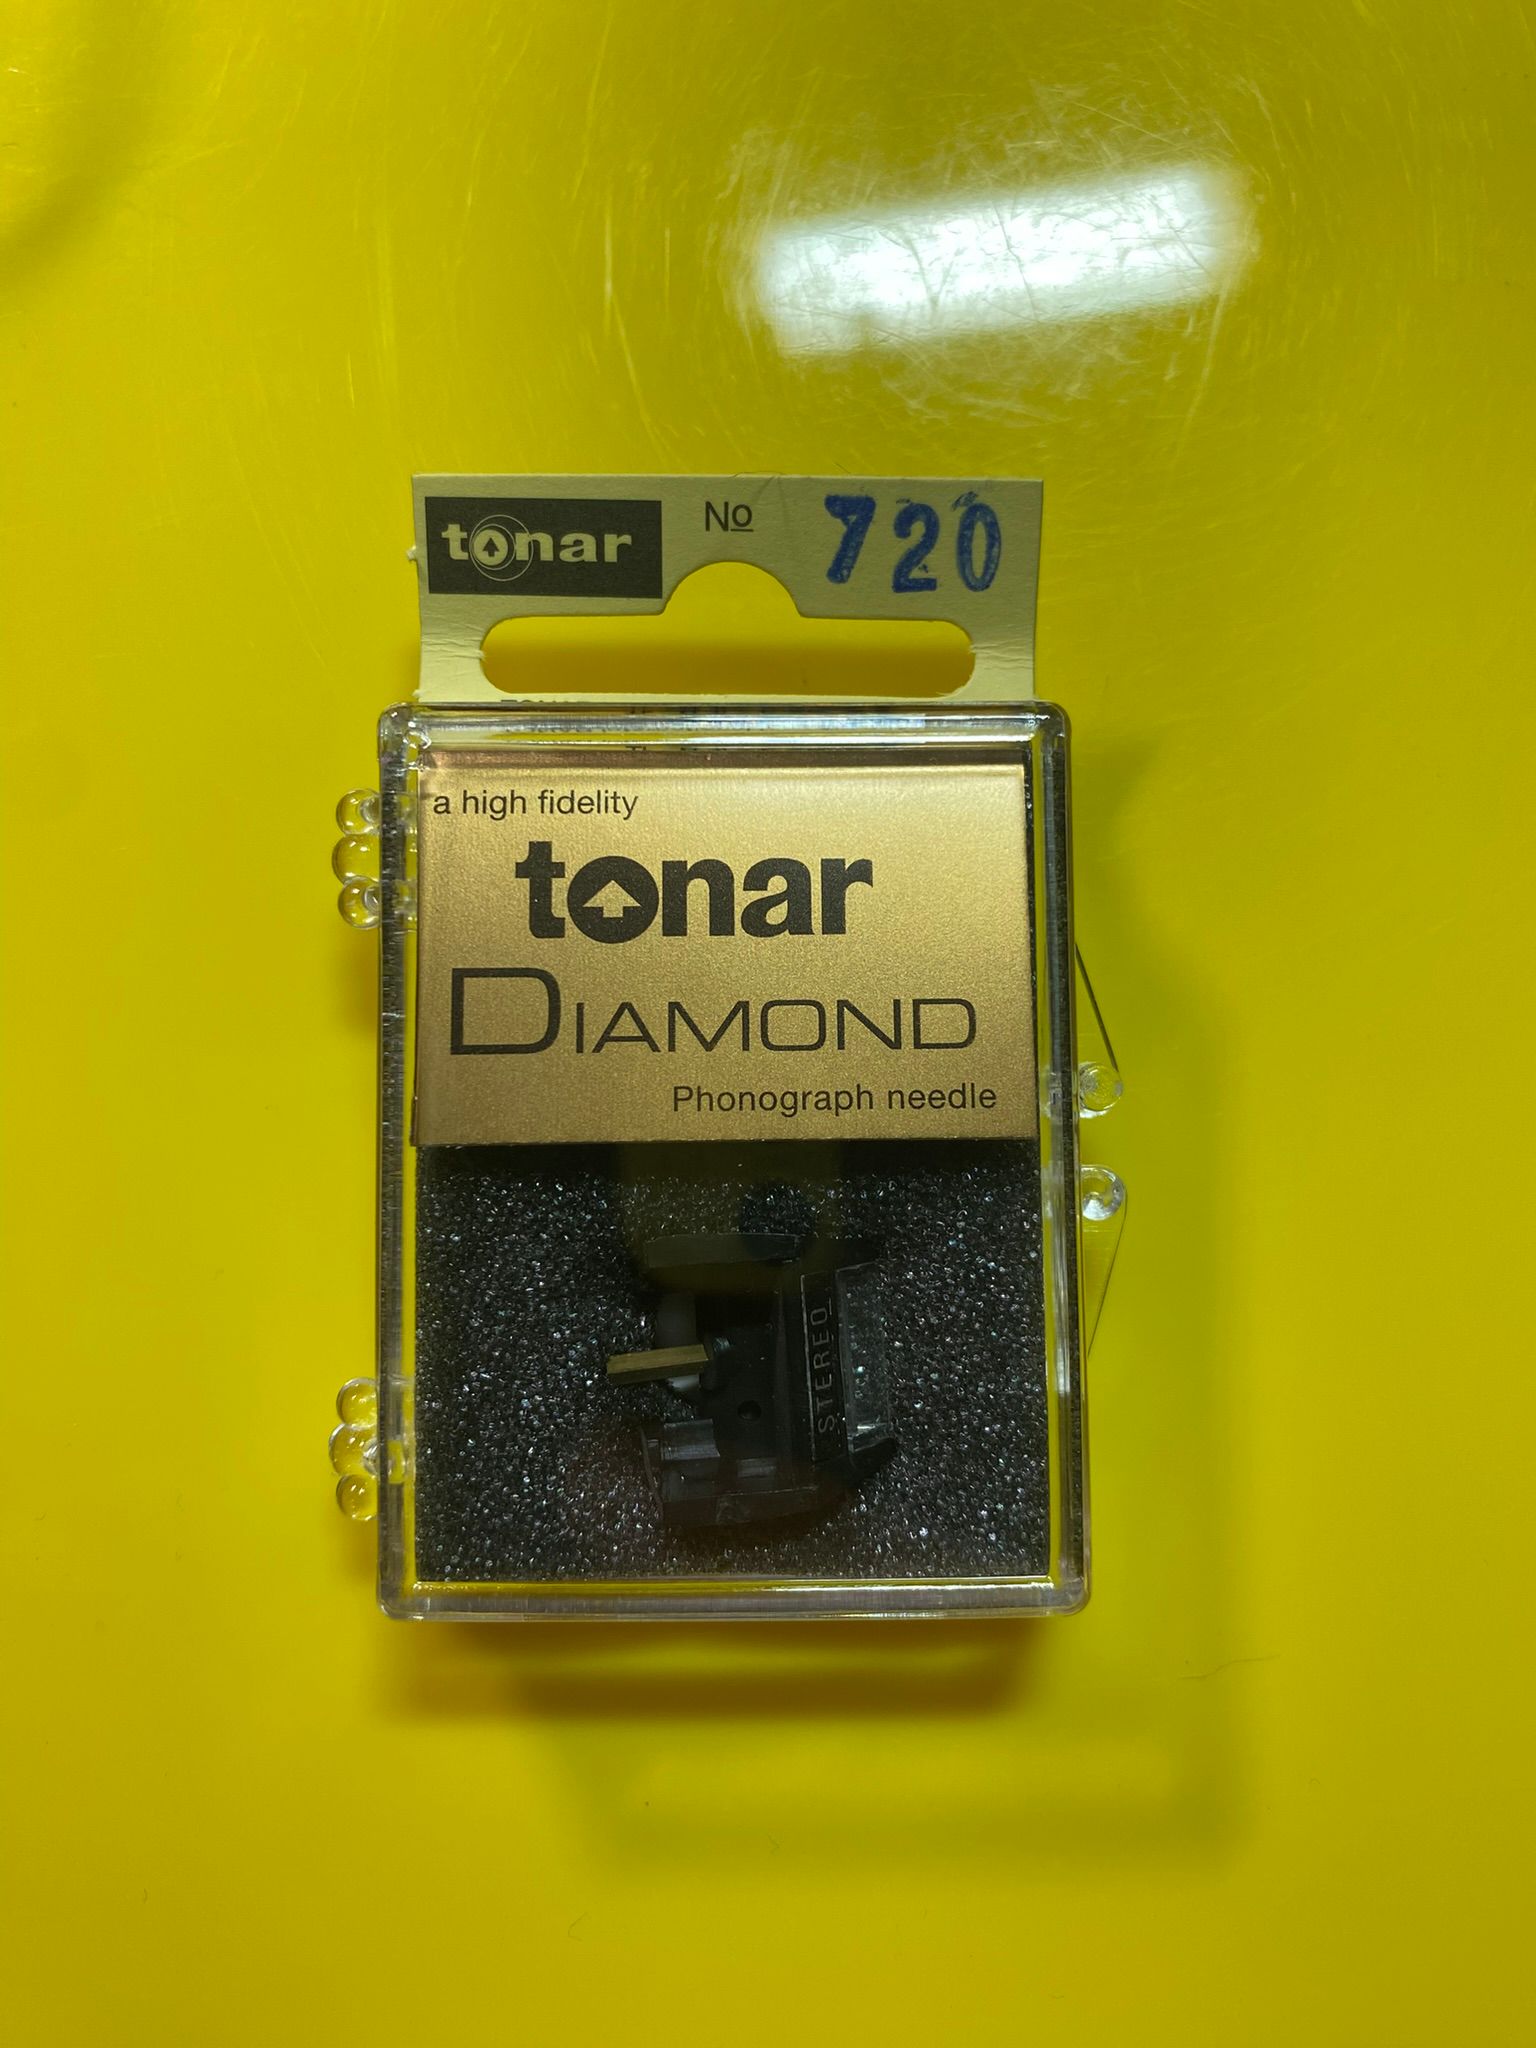 tonar
No 720
a high fidelity
tonar
DIAMOND
Phonograph needle
STEREO